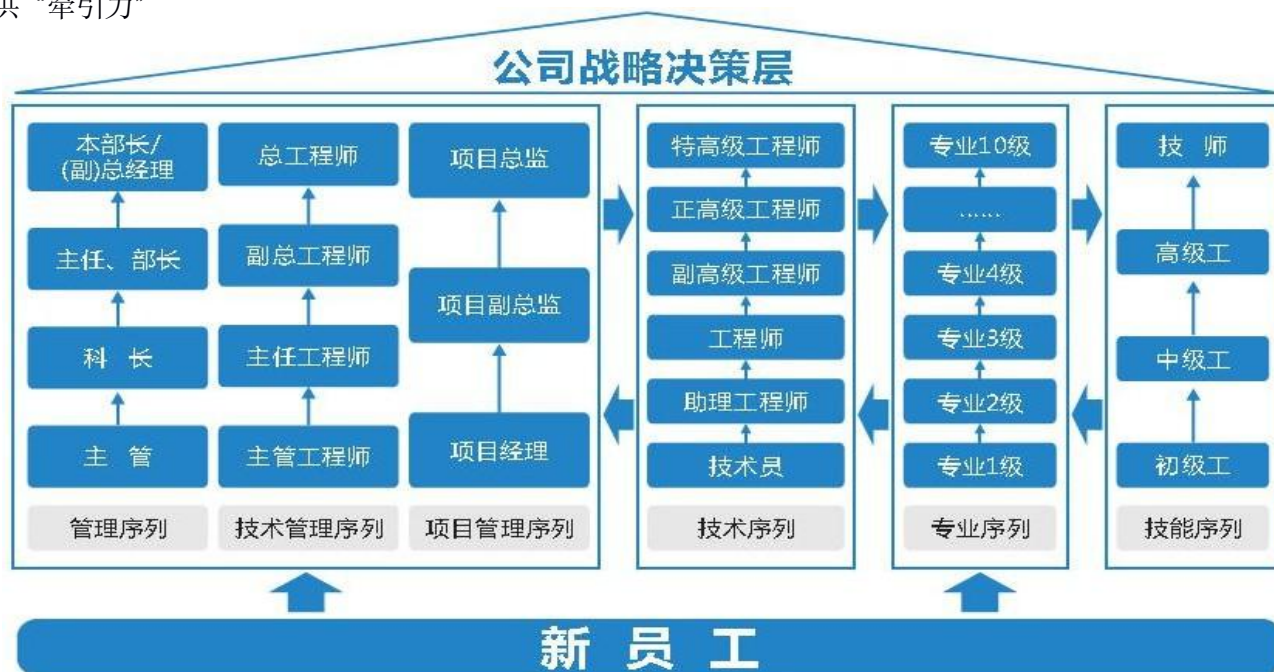 供 "牵引力"
公司战略决策层
本部长/
(副)总经理
主任、部长
科 长
主 管
管理序列
总工程师
副总工程师
主任工程师
主管工程师
技术管理序列
项目总监
项目副总监
项目经理
项目管理序列
特高级工程师
正高级工程师
副高级工程师
工程师
助理工程师
技术员
技术序列
专业10级
......
专业4级
专业3级
专业2级
专业1级
专业序列
技 师
高级工
中级工
初级工
技能序列
新 员 工